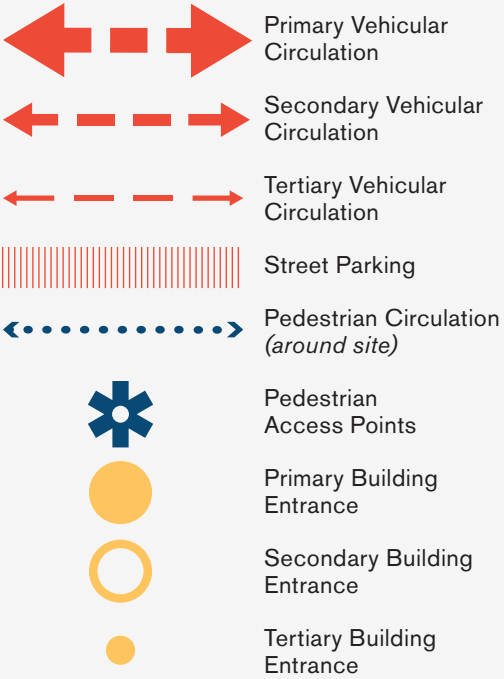 Primary Vehicular
Circulation
Secondary Vehicular
Circulation
Tertiary Vehicular
Circulation
Street Parking
Pedestrian Circulation
(around site)
Pedestrian
Access Points
Primary Building
Entrance
Secondary Building
Entrance
Tertiary Building
Entrance